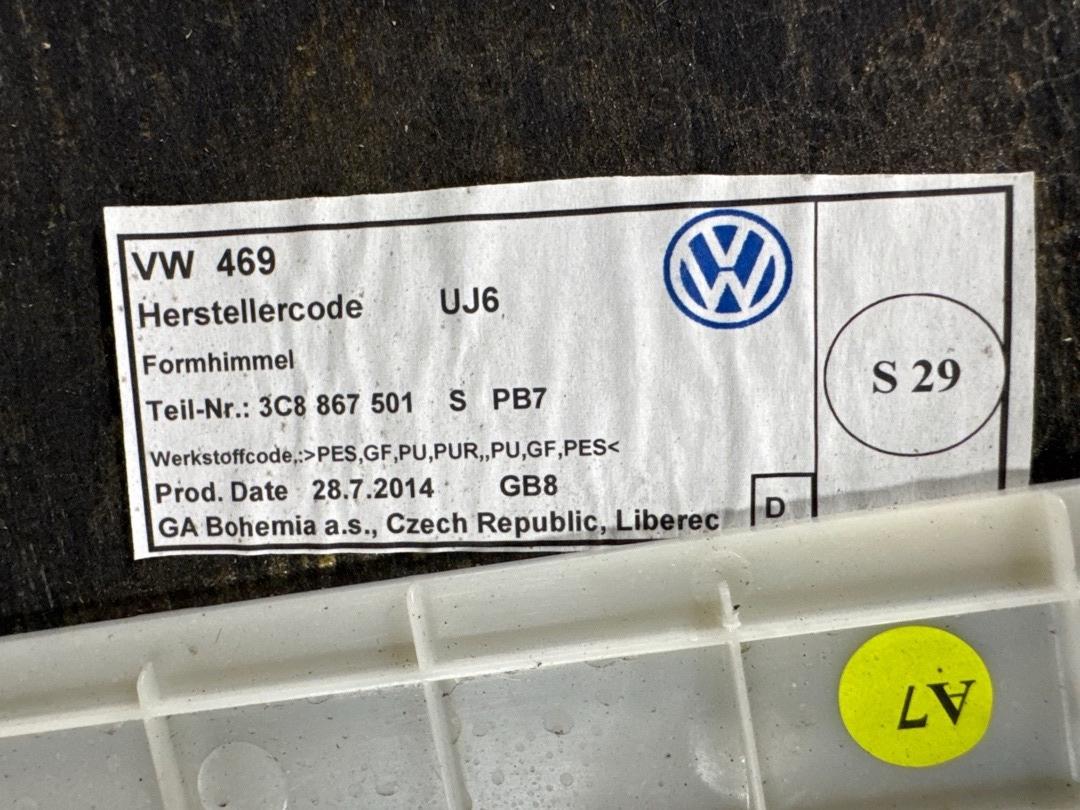 VW 469
Herstellercode UJ6
Formhimmel
Teil-Nr.: 3C8 867 501 S PB7
Werkstoffcode,:>PES,GF,PU,PUR,,PU,GF,PES<
Prod. Date 28.7.2014 GB8
GA Bohemia a.s., Czech Republic, Liberec
D
VW
S 29
A7